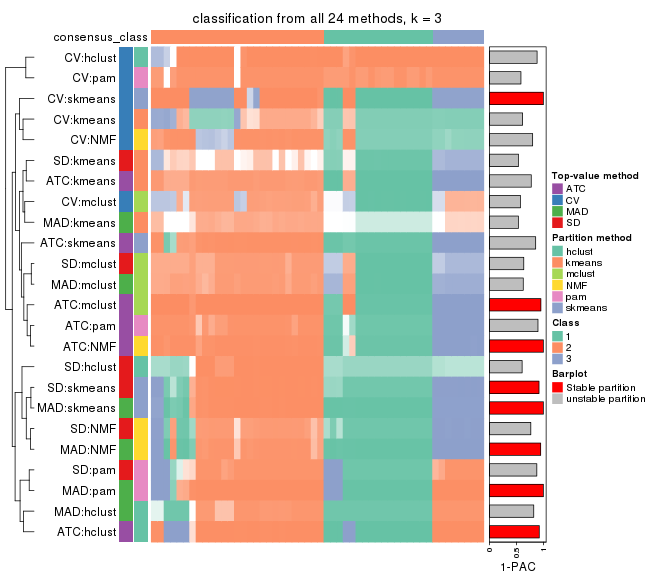 classification from all 24 methods, k = 3
consensus_class
CV:hclust
CV:pam
CV:skmeans
CV:kmeans
CV:NMF
SD:kmeans
ATC:kmeans
CV:mclust
MAD:kmeans
ATC:skmeans
SD:mclust
MAD:mclust
ATC:mclust
ATC:pam
ATC:NMF
SD:hclust
SD:skmeans
MAD:skmeans
SD:NMF
MAD:NMF
SD:pam
MAD:pam
MAD:hclust
ATC:hclust
0
0.5
1
1-PAC
Top-value method
ATC
CV
MAD
SD
Partition method
hclust
kmeans
mclust
NMF
pam
skmeans
Class
1
2
3
Barplot
Stable partition
unstable partition